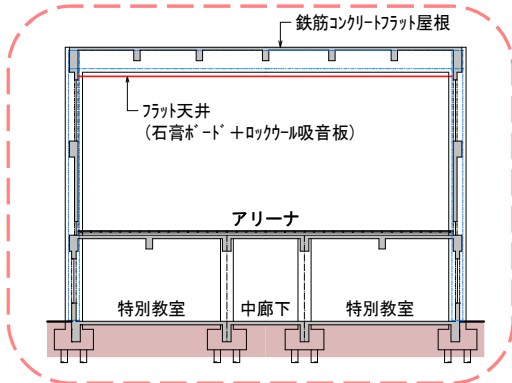 鉄筋コンクリートフラット屋根
フラット天井
(石膏ボード+ロックウール吸音板)
アリーナ
特別教室
中廊下
特別教室